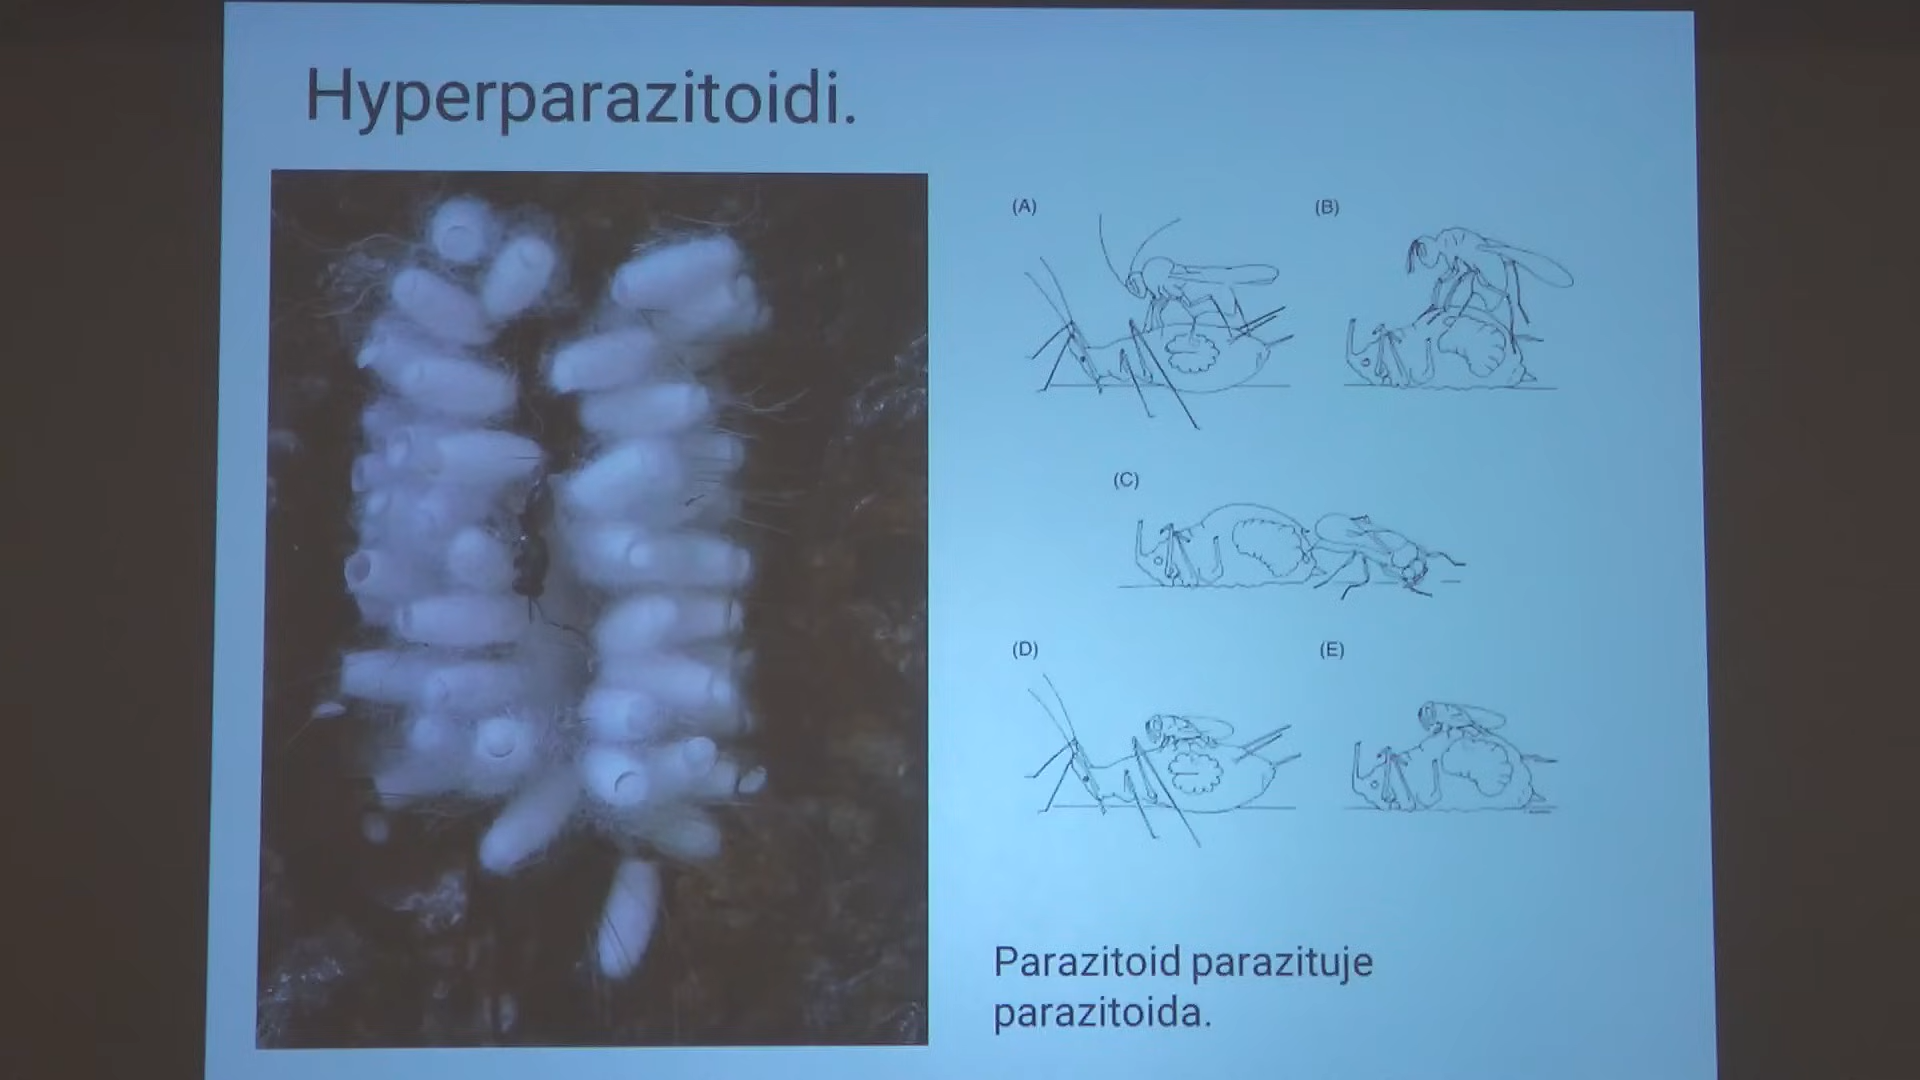 Hyperparazitoidi.
(A)
(B)
(C)
(D)
(E)
Parazitoid parazituje
parazitoida.